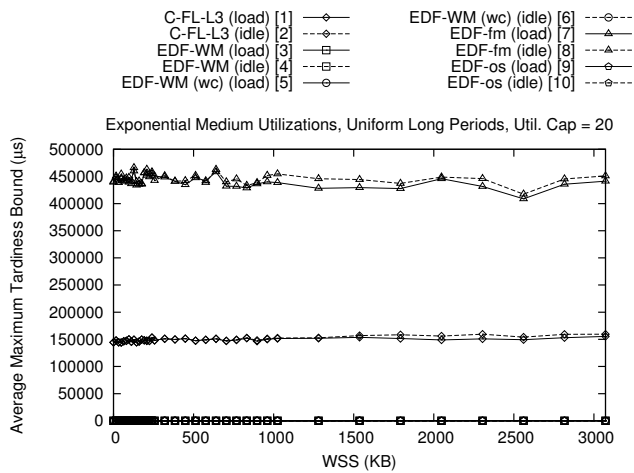 C-FL-L3 (load) [1]
C-FL-L3 (idle) [2]
EDF-WM (load) [3]
EDF-WM (idle) [4]
EDF-WM (wc) (load) [5]
EDF-WM (wc) (idle) [6]
EDF-fm (load) [7]
EDF-fm (idle) [8]
EDF-os (load) [9]
EDF-os (idle) [10]
Exponential Medium Utilizations, Uniform Long Periods, Util. Cap = 20
Average Maximum Tardiness Bound (µs)
500000
450000
400000
350000
300000
250000
200000
150000
100000
50000
0
0 500 1000 1500 2000 2500 3000
WSS (KB)